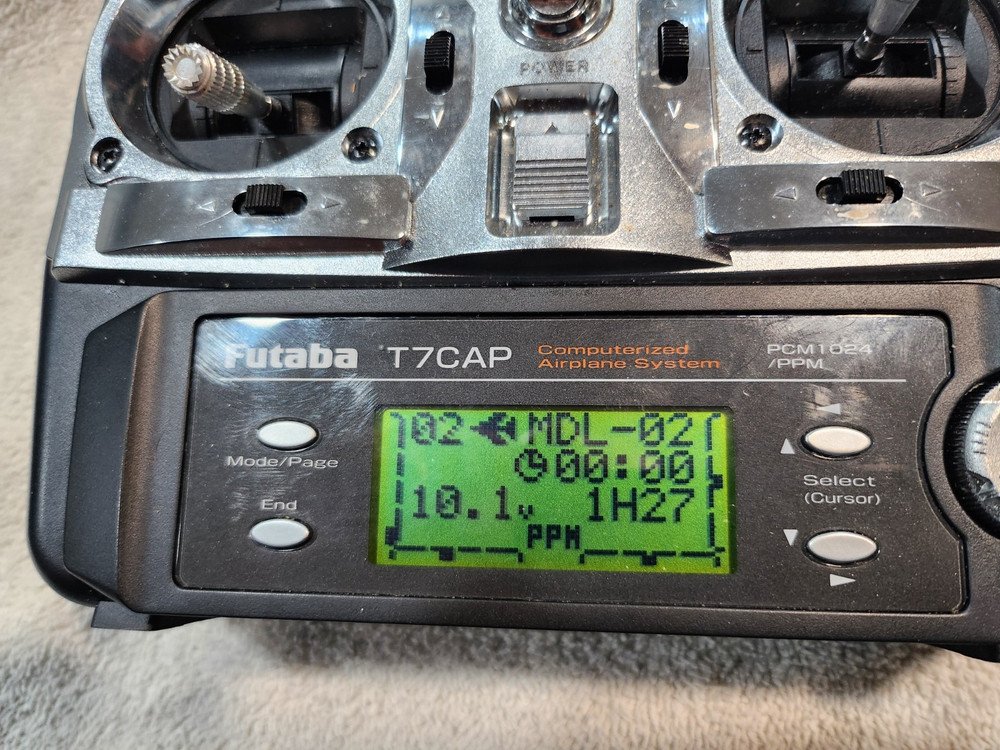 POWER
Futaba T7CAP Computerized Airplane System PCM1024 /PPM
Mode/Page
End
02 MDL-02
00:00
10.1v 1H27
PPM
Select
(Cursor)